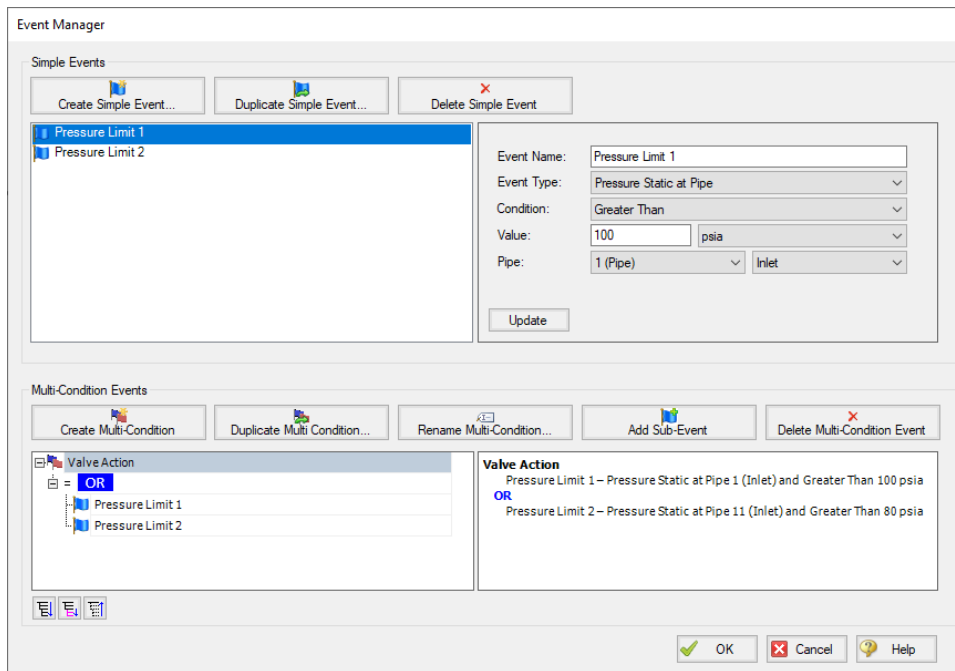 Event Manager
Simple Events
Create Simple Event...
Duplicate Simple Event...
Delete Simple Event
Pressure Limit 1
Pressure Limit 2
Event Name: Pressure Limit 1
Event Type: Pressure Static at Pipe
Condition: Greater Than
Value: 100 psia
Pipe: 1 (Pipe) Inlet
Update
Multi-Condition Events
Create Multi-Condition
Duplicate Multi Condition...
Rename Multi-Condition...
Add Sub-Event
Delete Multi-Condition Event
Valve Action
= OR
Pressure Limit 1
Pressure Limit 2
Valve Action
Pressure Limit 1 – Pressure Static at Pipe 1 (Inlet) and Greater Than 100 psia
OR
Pressure Limit 2 – Pressure Static at Pipe 11 (Inlet) and Greater Than 80 psia
OK
Cancel
Help